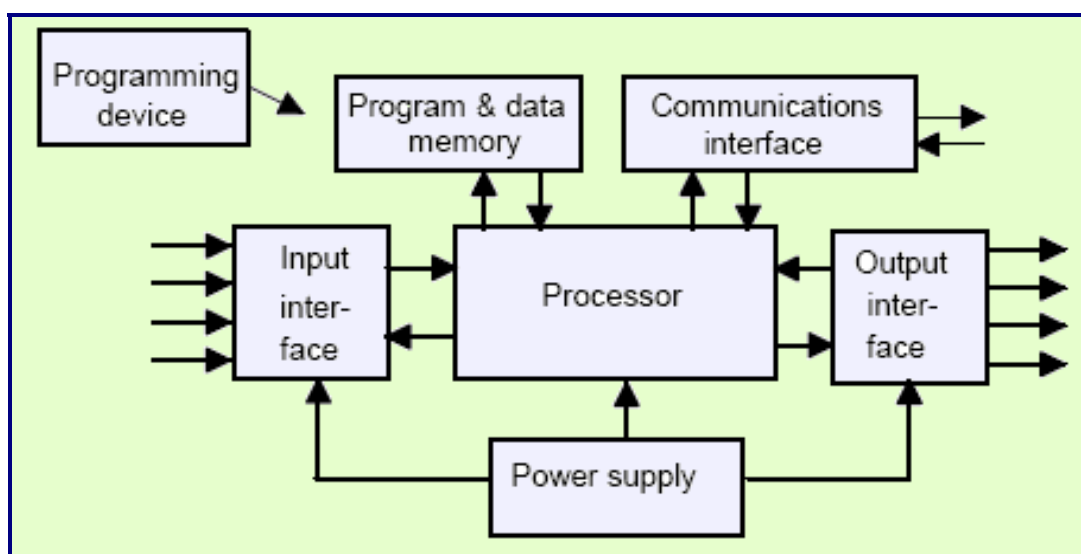 Programming
device
Program & data
memory
Communications
interface
Input
inter-
face
Processor
Output
inter-
face
Power supply